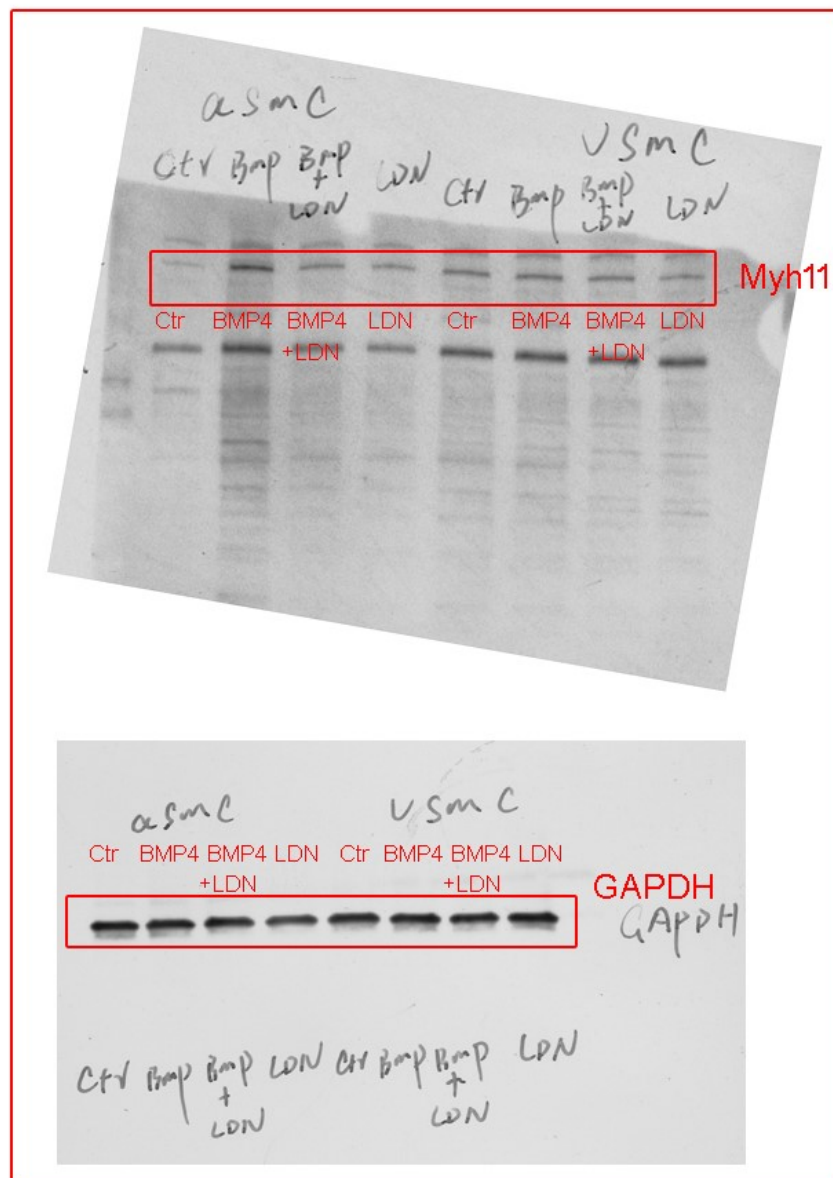 aSmC
VSmC
Ctr Bmp Bmp + LDN LDN Ctr Bmp Bmp + LDN LDN
Myh11
Ctr BMP4 BMP4 LDN Ctr BMP4 BMP4 LDN
+LDN +LDN
aSmC VSmC
Ctr BMP4 BMP4 LDN Ctr BMP4 BMP4 LDN
+LDN +LDN
GAPDH
GAPDH
Ctr Bmp Bmp LDN Ctr Bmp Bmp LDN
+ +
LDN LDN